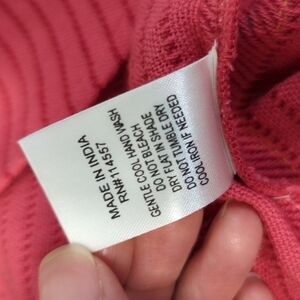 MADE IN INDIA
RN#114557
GENTLE COOL HAND WASH
DO NOT BLEACH
DRY FLAT IN SHADE
DO NOT TUMBLE DRY
COOL IRON IF NEEDED